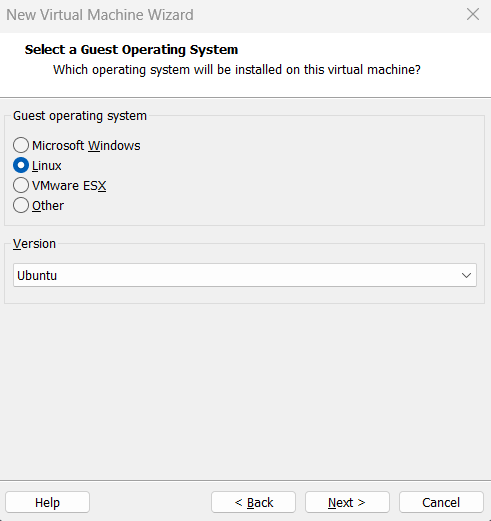 New Virtual Machine Wizard
Select a Guest Operating System
Which operating system will be installed on this virtual machine?
Guest operating system
Microsoft Windows
Linux
VMware ESX
Other
Version
Ubuntu
Help
< Back
Next >
Cancel